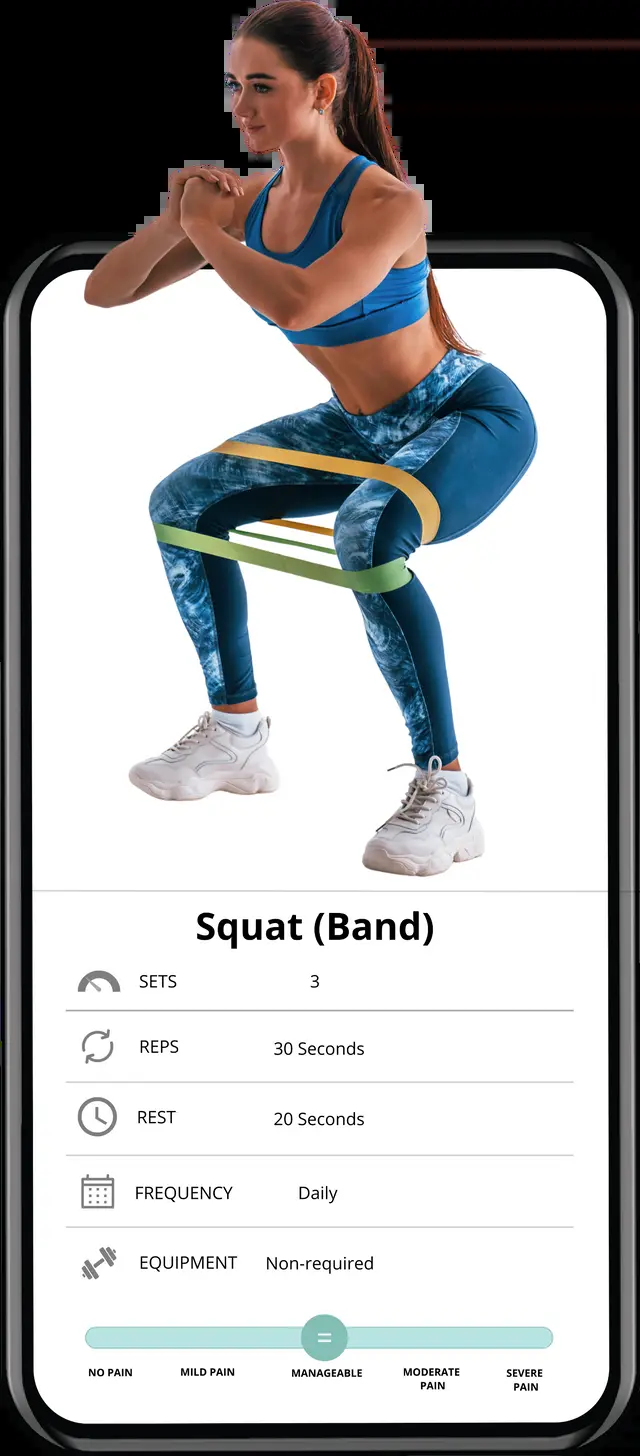 Squat (Band)
SETS 3
REPS 30 Seconds
REST 20 Seconds
FREQUENCY Daily
EQUIPMENT Non-required
=
NO PAIN MILD PAIN MANAGEABLE MODERATE PAIN SEVERE PAIN